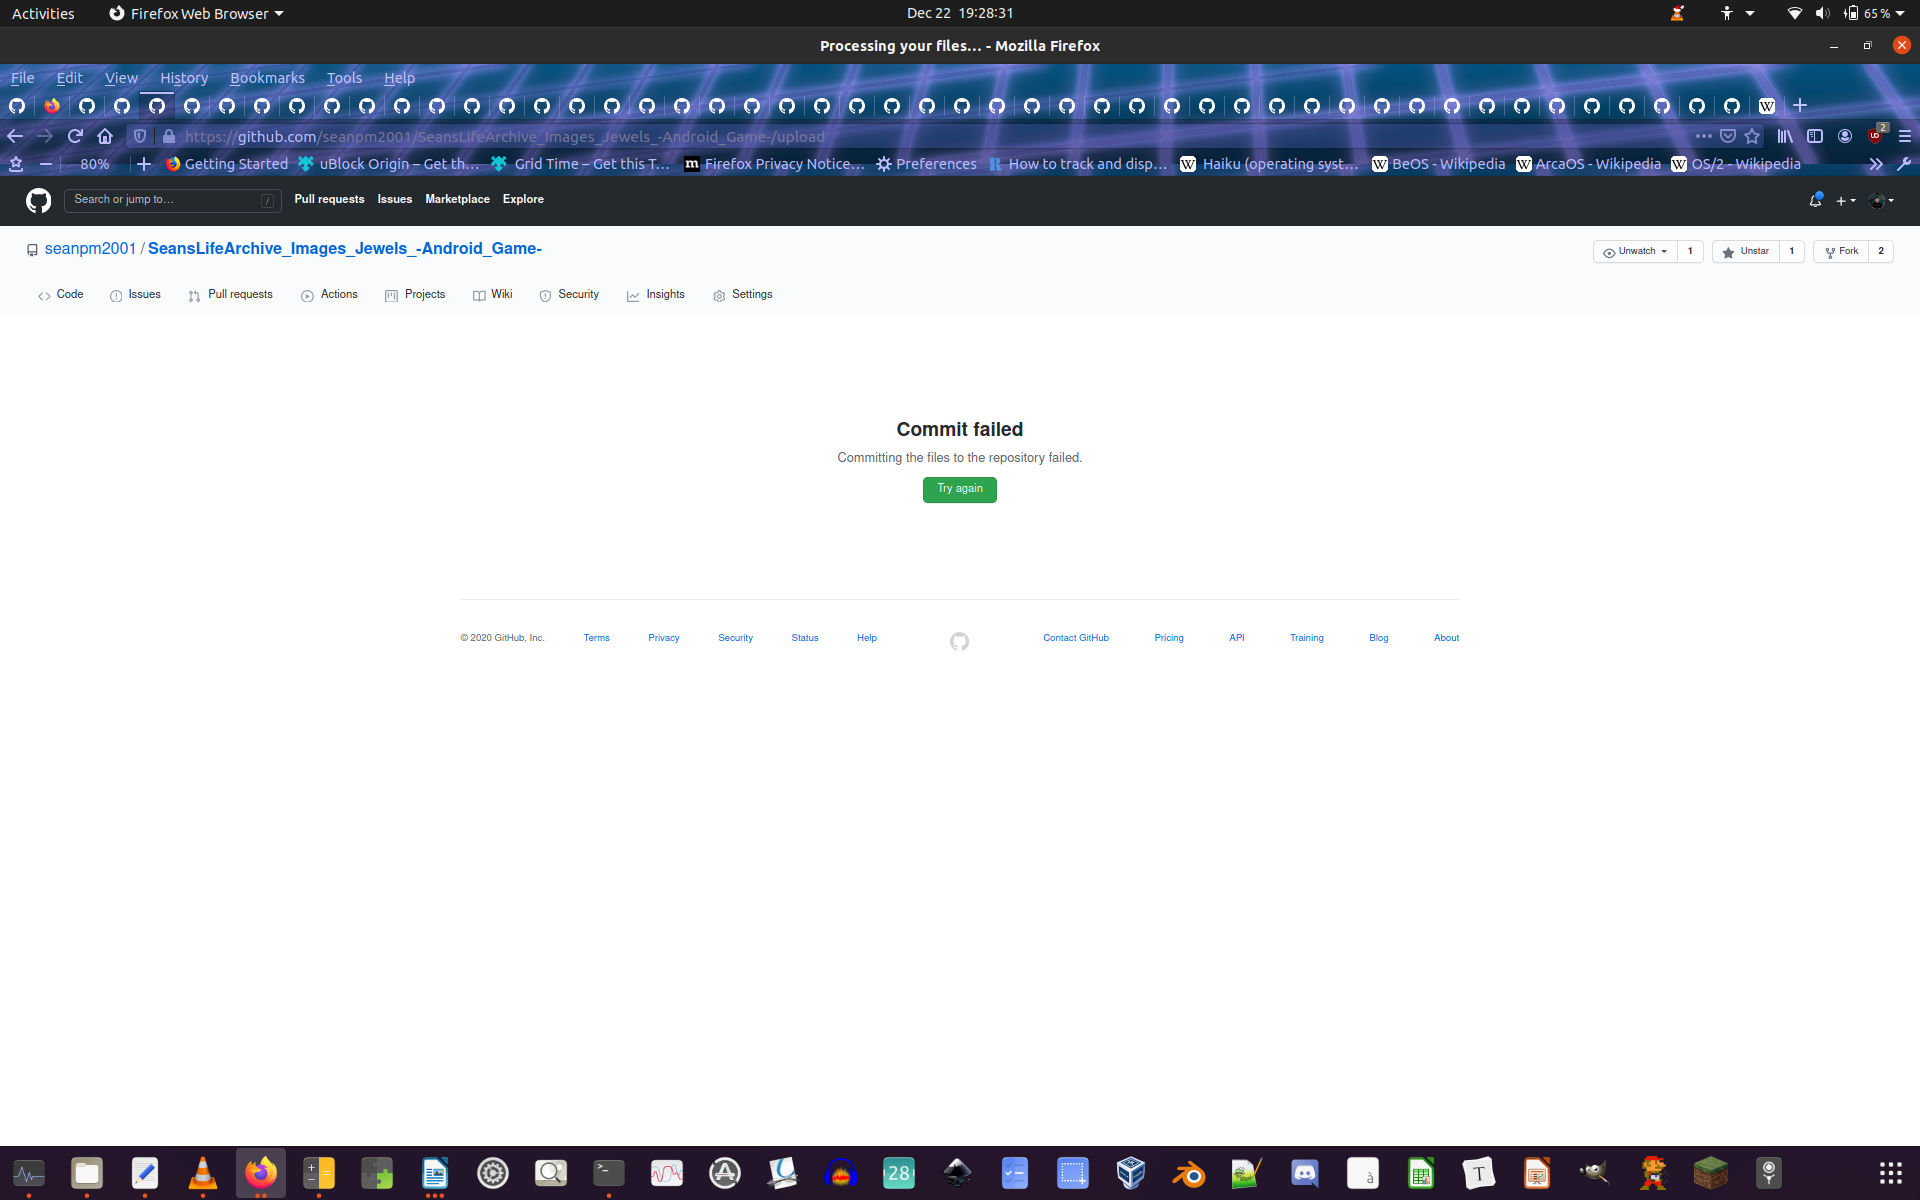 Activities
Firefox Web Browser
Dec 22 19:28:31
65 %
Processing your files… - Mozilla Firefox
File Edit View History Bookmarks Tools Help
https://github.com/seanpm2001/SeansLifeArchive_Images_Jewels_-Android_Game-/upload
2
80%
Getting Started
uBlock Origin – Get th…
Grid Time – Get this T…
Firefox Privacy Notice…
Preferences
How to track and disp…
Haiku (operating syst…
BeOS - Wikipedia
ArcaOS - Wikipedia
OS/2 - Wikipedia
Search or jump to…
/
Pull requests Issues Marketplace Explore
seanpm2001 / SeansLifeArchive_Images_Jewels_-Android_Game-
Unwatch 1
Unstar 1
Fork 2
Code Issues Pull requests Actions Projects Wiki Security Insights Settings
Commit failed
Committing the files to the repository failed.
Try again
© 2020 GitHub, Inc. Terms Privacy Security Status Help Contact GitHub Pricing API Training Blog About
28